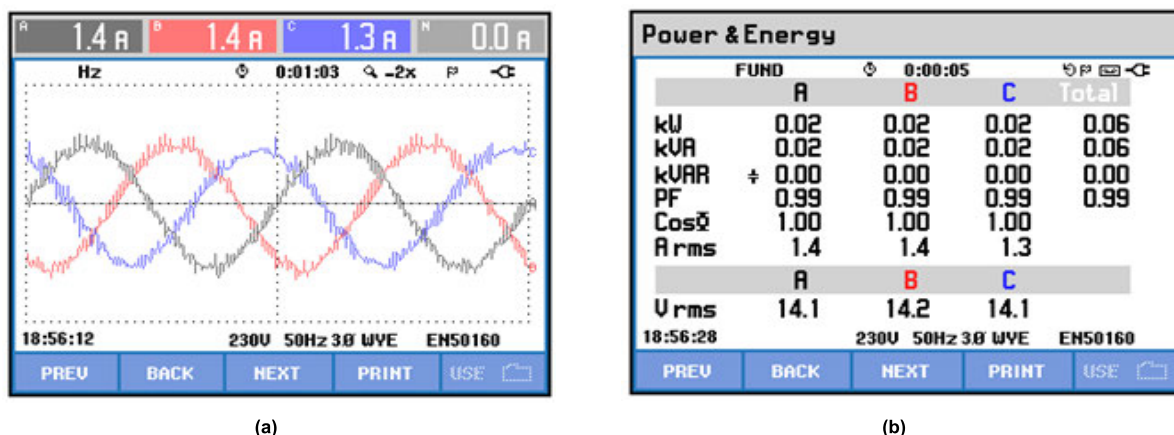 A 1.4 A B 1.4 A C 1.3 A N 0.0 A
Hz 0:01:03 -2x
18:56:12 230V 50Hz 3Ø WYE EN50160
PREV BACK NEXT PRINT USE
(a)
Power & Energy
FUND 0:00:05
A B C Total
kW 0.02 0.02 0.02 0.06
kVA 0.02 0.02 0.02 0.06
kVAR 0.00 0.00 0.00 0.00
PF 0.99 0.99 0.99 0.99
CosΦ 1.00 1.00 1.00
A rms 1.4 1.4 1.3
A B C
V rms 14.1 14.2 14.1
18:56:28 230V 50Hz 3Ø WYE EN50160
PREV BACK NEXT PRINT USE
(b)